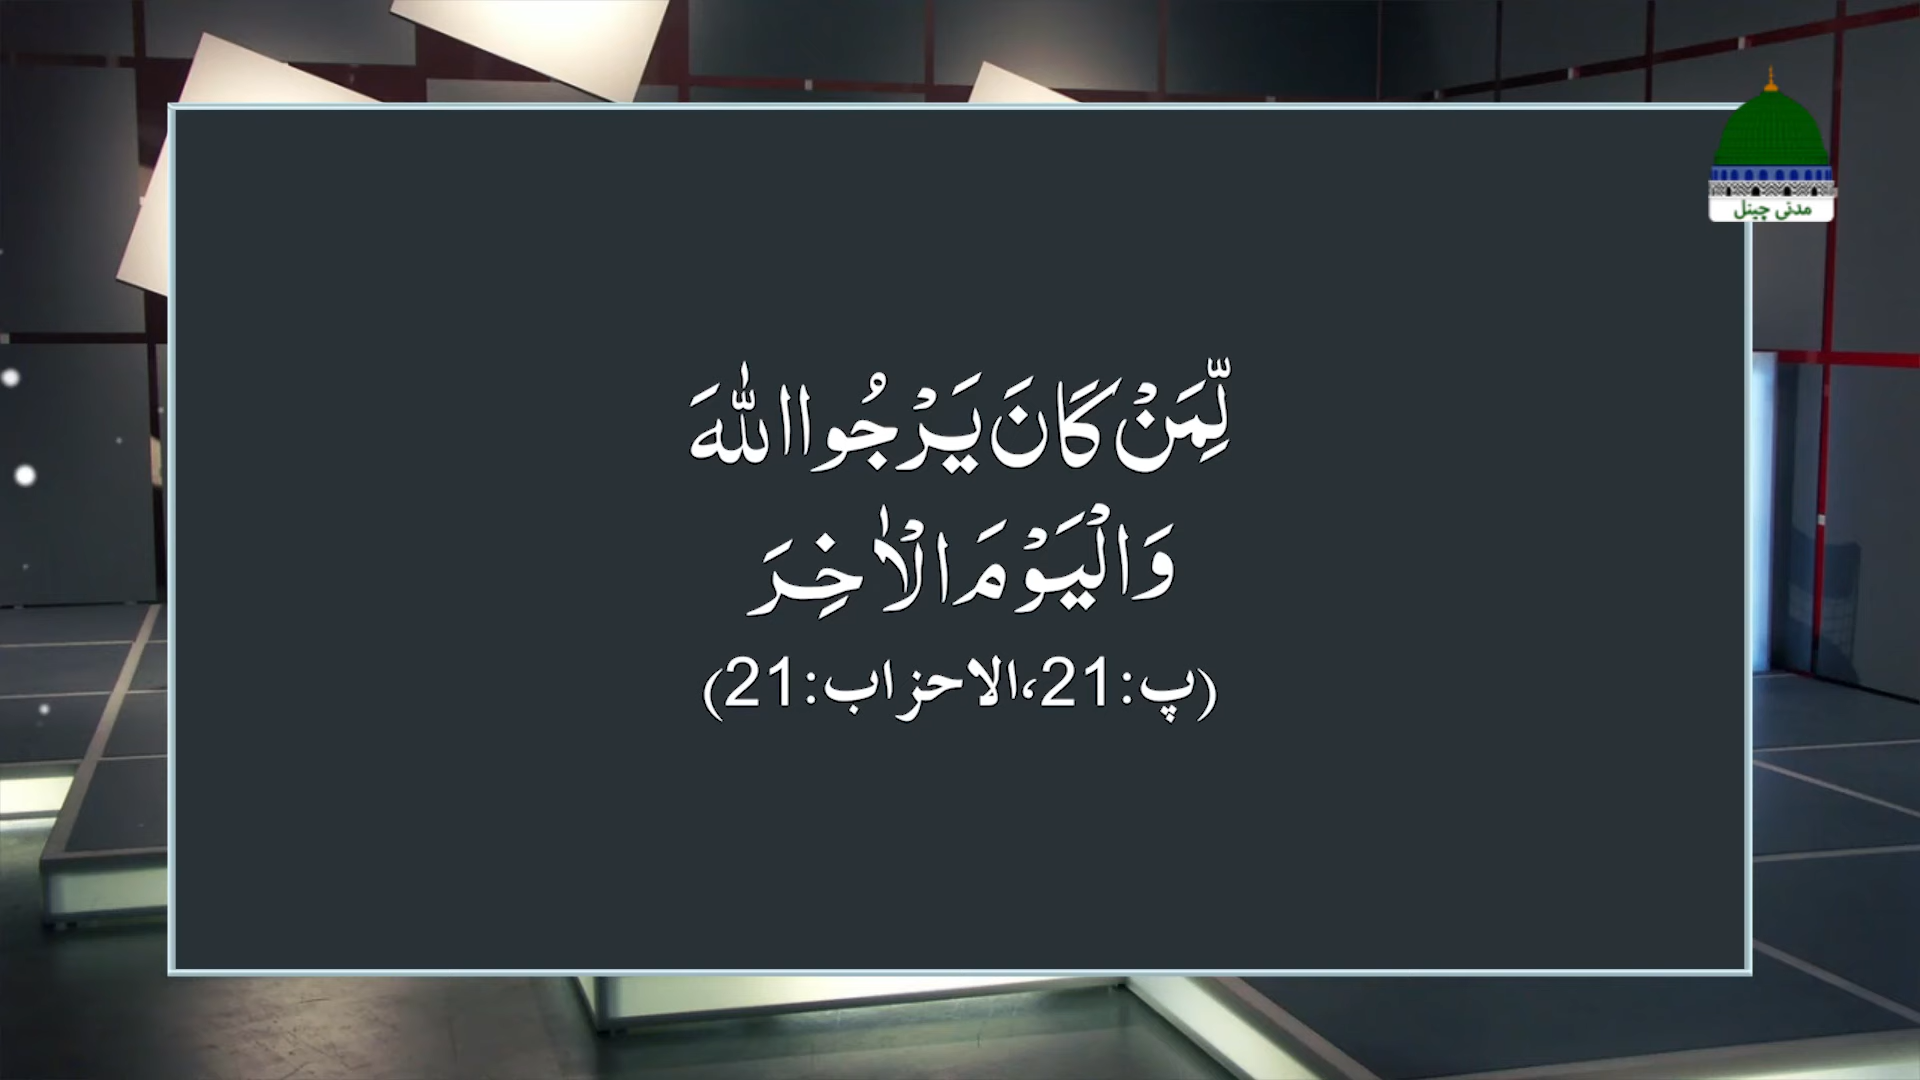 مدنی چینل
لِّمَنْ كَانَ یَرْجُوا اللّٰهَ
وَ الْیَوْمَ الْاٰخِرَ
(پ:21،الاحزاب:21)